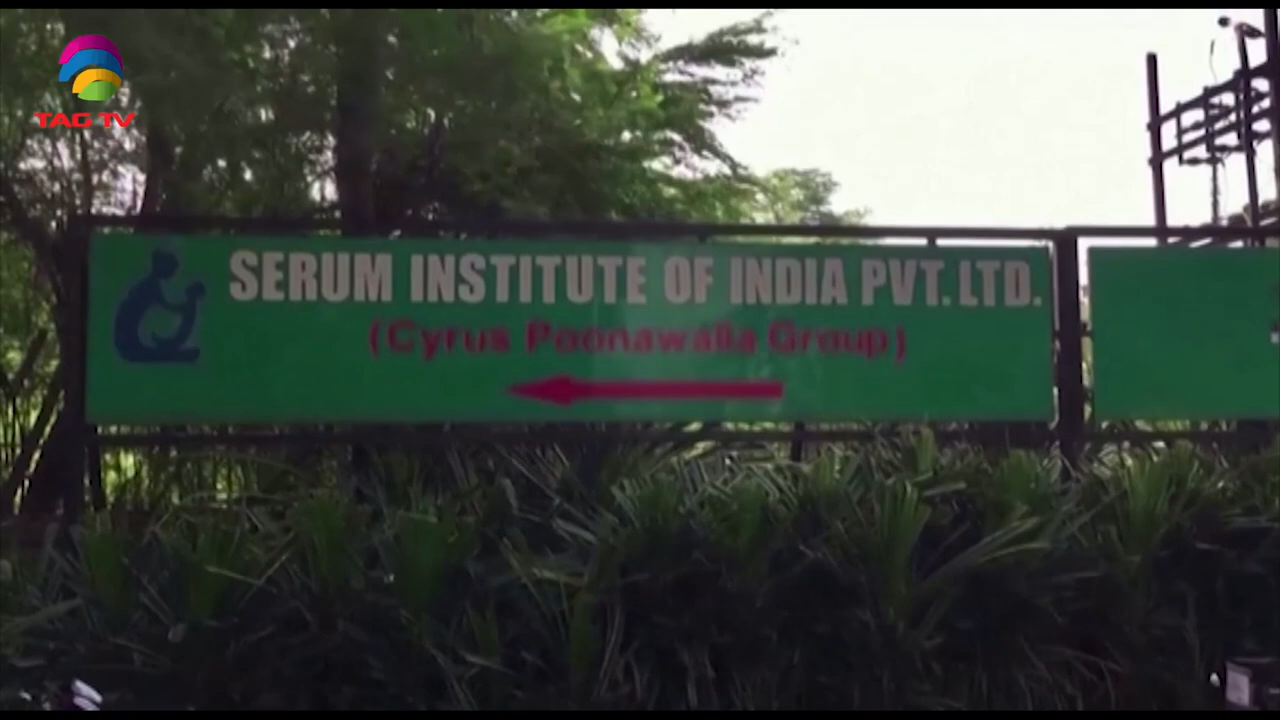 TAG TV
SERUM INSTITUTE OF INDIA PVT. LTD.
(Cyrus Poonawalla Group)